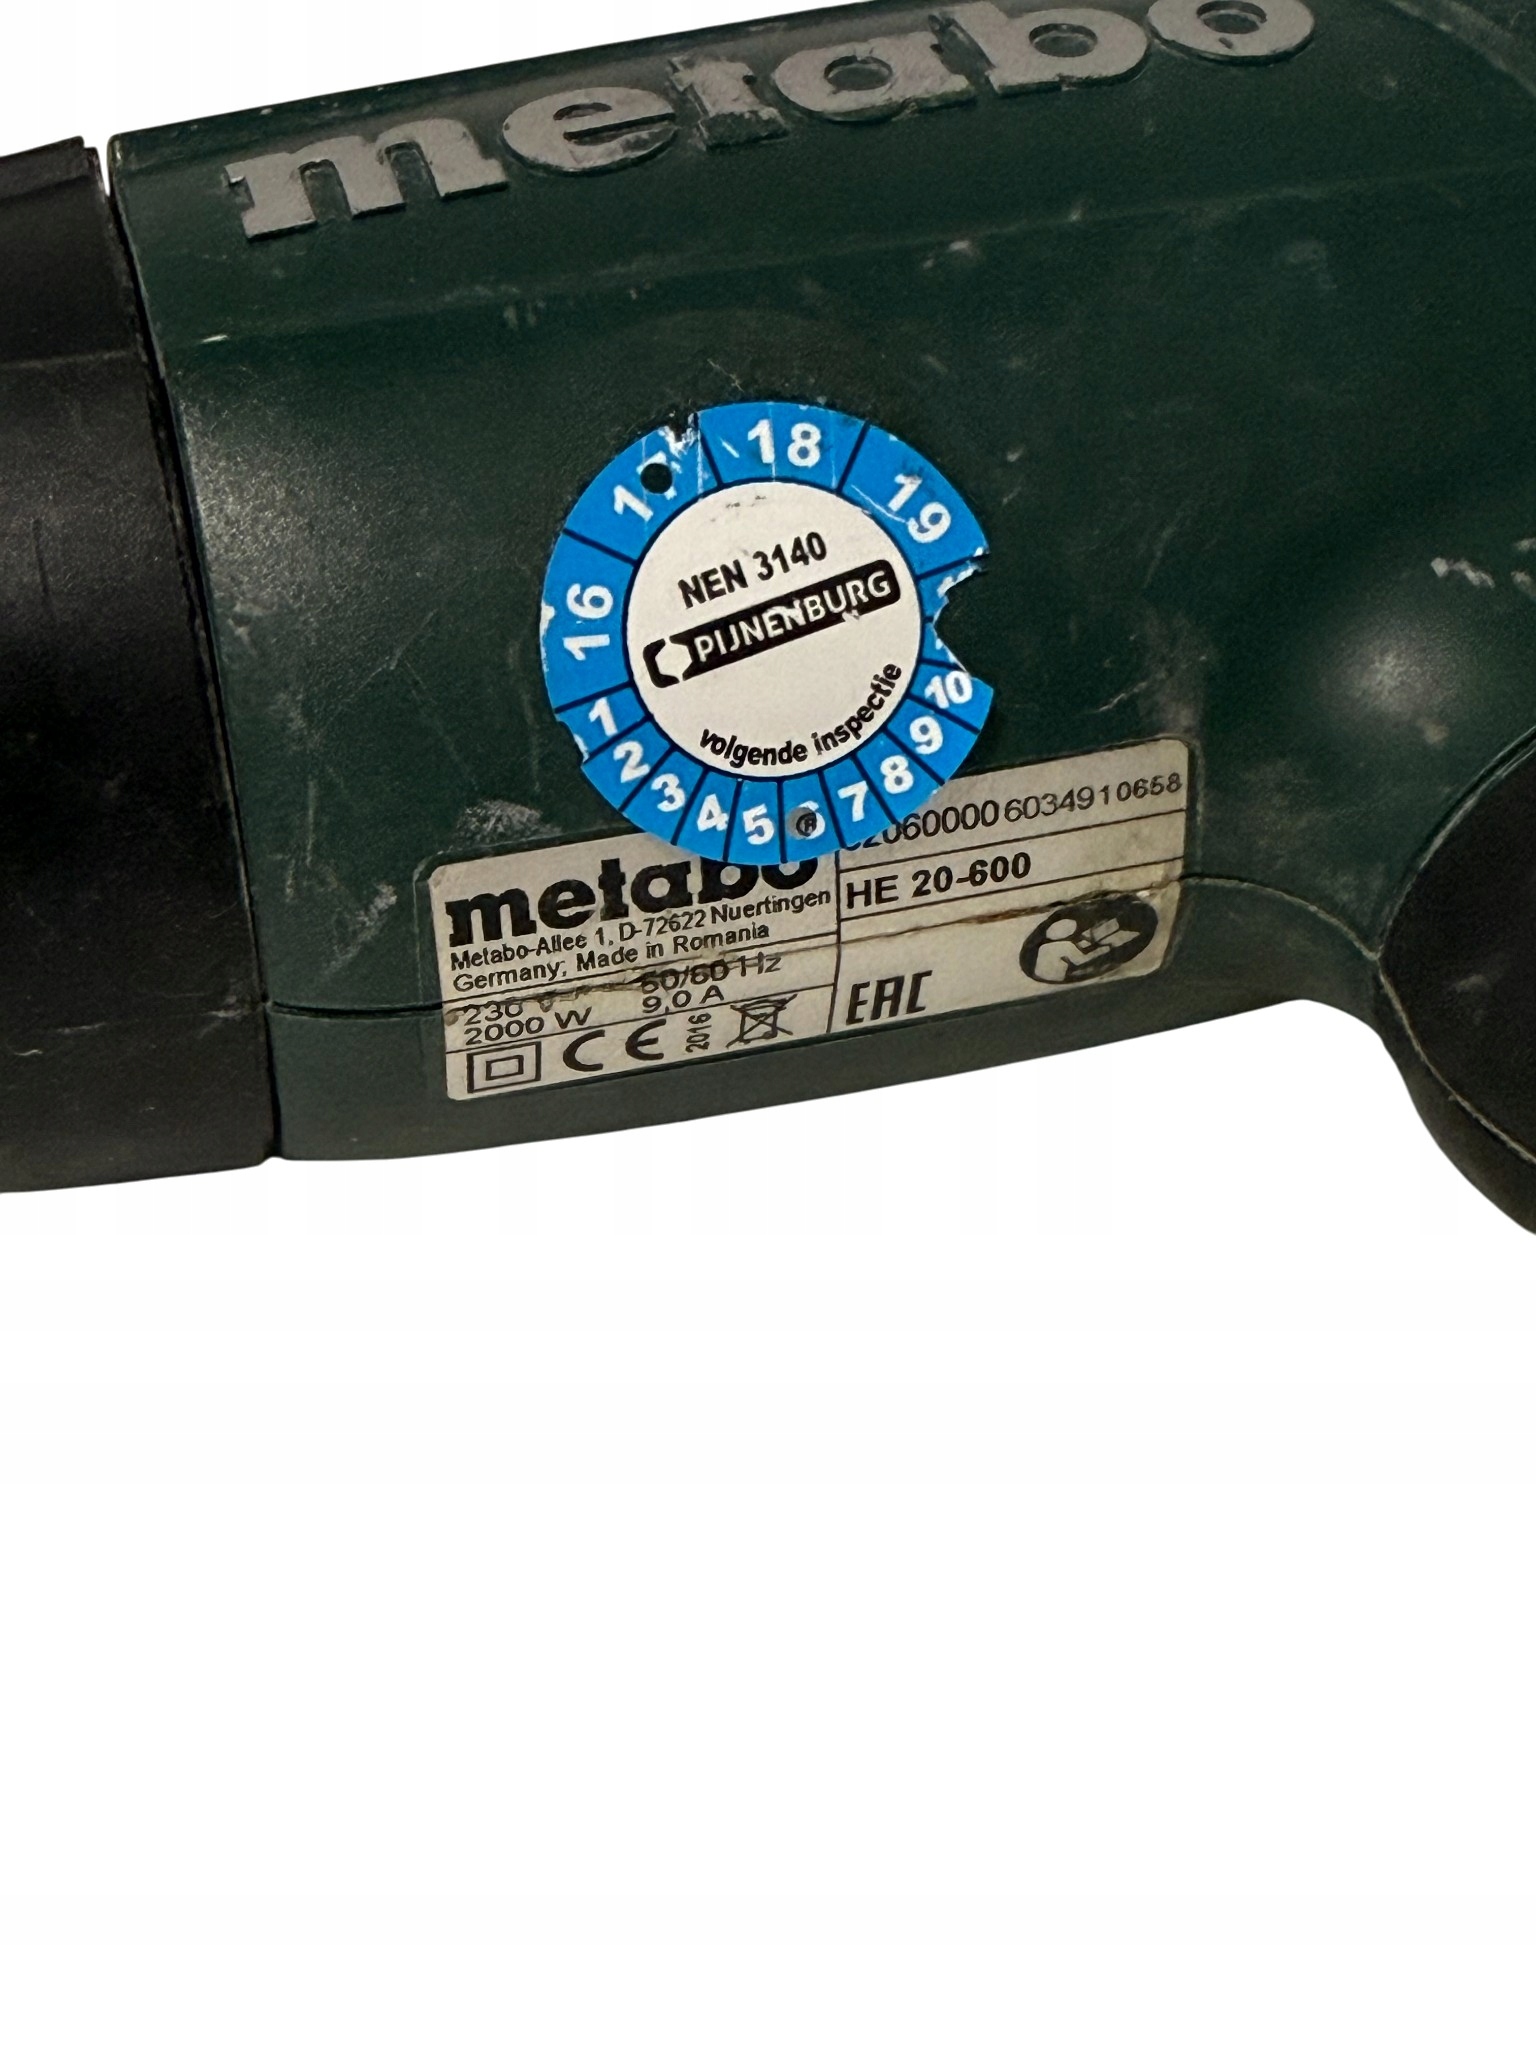 metabo
16 17 18 19
NEN 3140
PIJNENBURG
volgende inspectie
1 2 3 4 5 6 7 8 9 10
metabo
Metabo-Allee 1, D-72622 Nuertingen
Germany, Made in Romania
230 V 50/60 Hz
2000 W 9,0 A
CE 2016
02060000 6034910658
HE 20-600
EAC